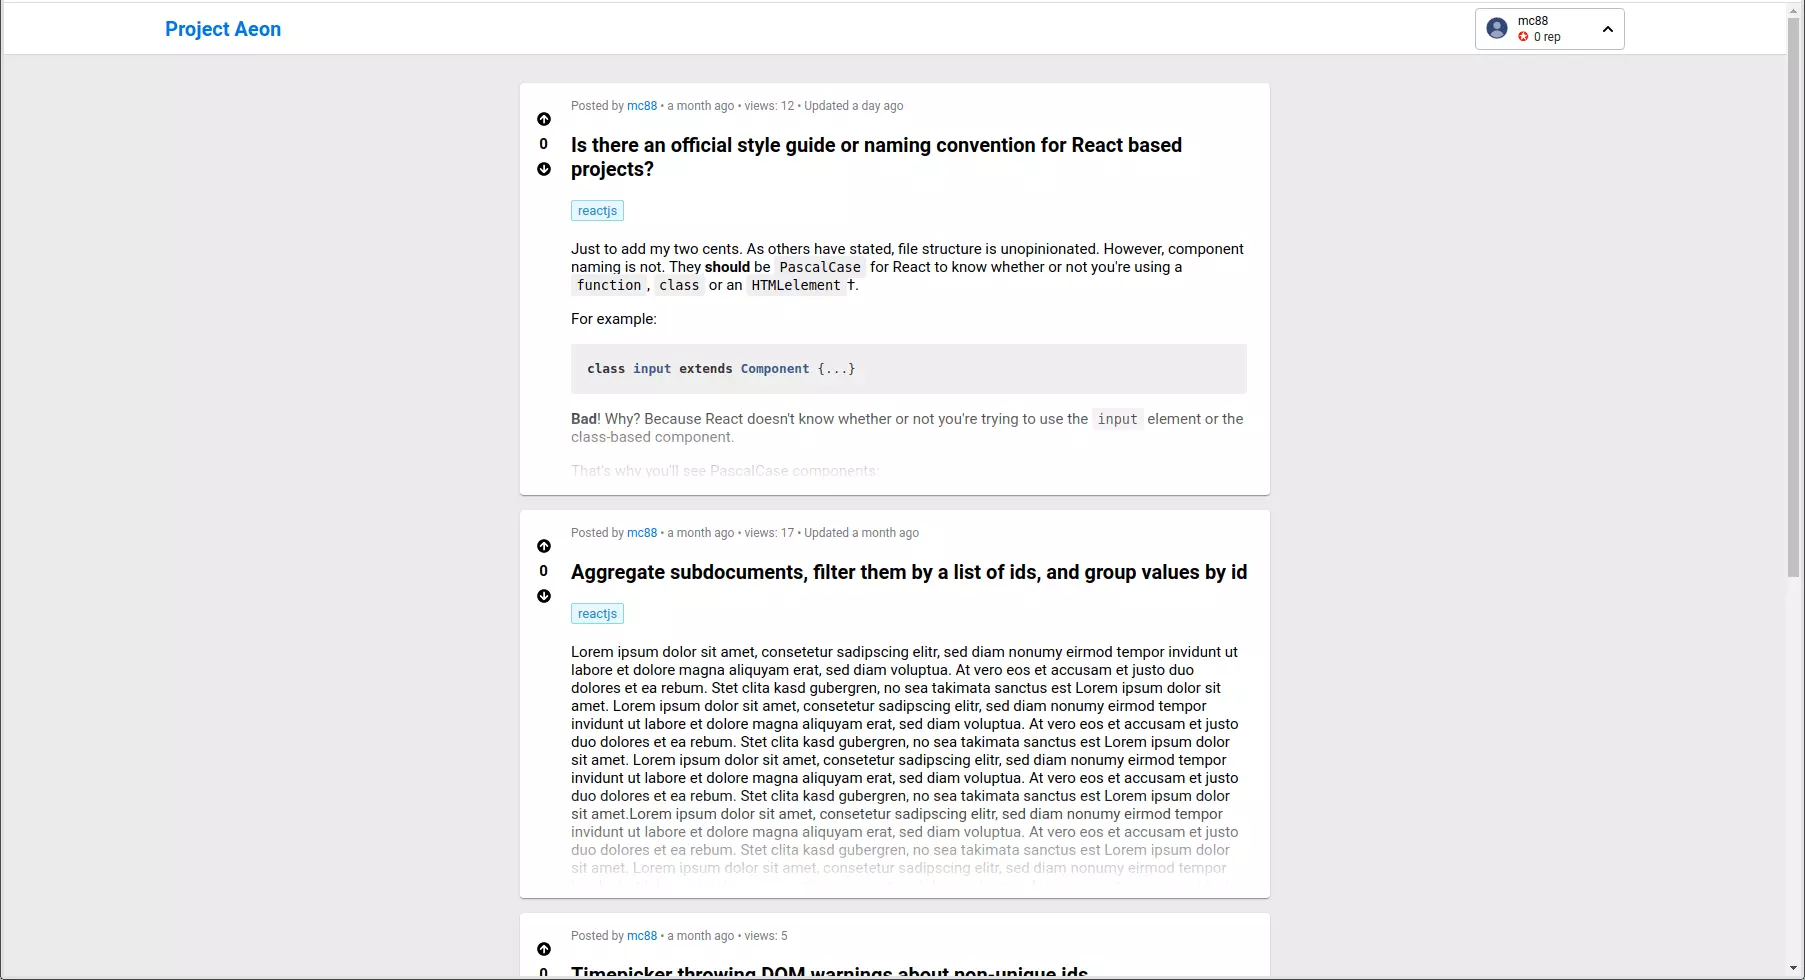 Project Aeon
mc88
0 rep
Posted by mc88 • a month ago • views: 12 • Updated a day ago
0
Is there an official style guide or naming convention for React based
projects?
reactjs
Just to add my two cents. As others have stated, file structure is unopinionated. However, component
naming is not. They should be PascalCase for React to know whether or not you're using a
function, class or an HTMLelement †.
For example:
class input extends Component {...}
Bad! Why? Because React doesn't know whether or not you're trying to use the input element or the
class-based component.
That's why you'll see PascalCase components:
Posted by mc88 • a month ago • views: 17 • Updated a month ago
0
Aggregate subdocuments, filter them by a list of ids, and group values by id
reactjs
Lorem ipsum dolor sit amet, consetetur sadipscing elitr, sed diam nonumy eirmod tempor invidunt ut
labore et dolore magna aliquyam erat, sed diam voluptua. At vero eos et accusam et justo duo
dolores et ea rebum. Stet clita kasd gubergren, no sea takimata sanctus est Lorem ipsum dolor sit
amet. Lorem ipsum dolor sit amet, consetetur sadipscing elitr, sed diam nonumy eirmod tempor
invidunt ut labore et dolore magna aliquyam erat, sed diam voluptua. At vero eos et accusam et justo
duo dolores et ea rebum. Stet clita kasd gubergren, no sea takimata sanctus est Lorem ipsum dolor
sit amet. Lorem ipsum dolor sit amet, consetetur sadipscing elitr, sed diam nonumy eirmod tempor
invidunt ut labore et dolore magna aliquyam erat, sed diam voluptua. At vero eos et accusam et justo
duo dolores et ea rebum. Stet clita kasd gubergren, no sea takimata sanctus est Lorem ipsum dolor
sit amet.Lorem ipsum dolor sit amet, consetetur sadipscing elitr, sed diam nonumy eirmod tempor
invidunt ut labore et dolore magna aliquyam erat, sed diam voluptua. At vero eos et accusam et justo
duo dolores et ea rebum. Stet clita kasd gubergren, no sea takimata sanctus est Lorem ipsum dolor
sit amet. Lorem ipsum dolor sit amet, consetetur sadipscing elitr, sed diam nonumy eirmod tempor
Posted by mc88 • a month ago • views: 5
0
Timepicker throwing DOM warnings about non-unique ids